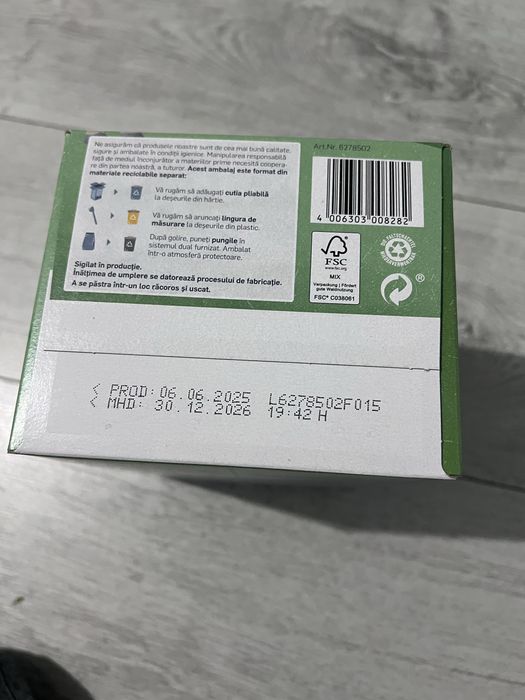 Ne asigurăm că produsele noastre sunt de cea mai bună calitate,
sigure și ambalate în condiții igienice. Manipularea responsabilă
față de mediul înconjurător a materiilor prime necesită coopera-
re din partea noastră, a tuturor. Acest ambalaj este format din
materiale reciclabile separat:
Vă rugăm să adăugați cutia pliabilă
la deșeurile din hârtie.
Vă rugăm să aruncați lingura de
măsurare la deșeurile din plastic.
După golire, puneți pungile în
sistemul dual furnizat. Ambalat
într-o atmosferă protectoare.
Sigilat în producție.
Înălțimea de umplere se datorează procesului de fabricație.
A se păstra într-un loc răcoros și uscat.
Art.Nr. 6278502
4 006303 008282
FSC
www.fsc.org
MIX
Verpackung | Fördert
gute Waldnutzung
FSC® C038061
®
< PROD: 06.06.2025 L6278502F015
< MHD: 30.12.2026 19:42 H